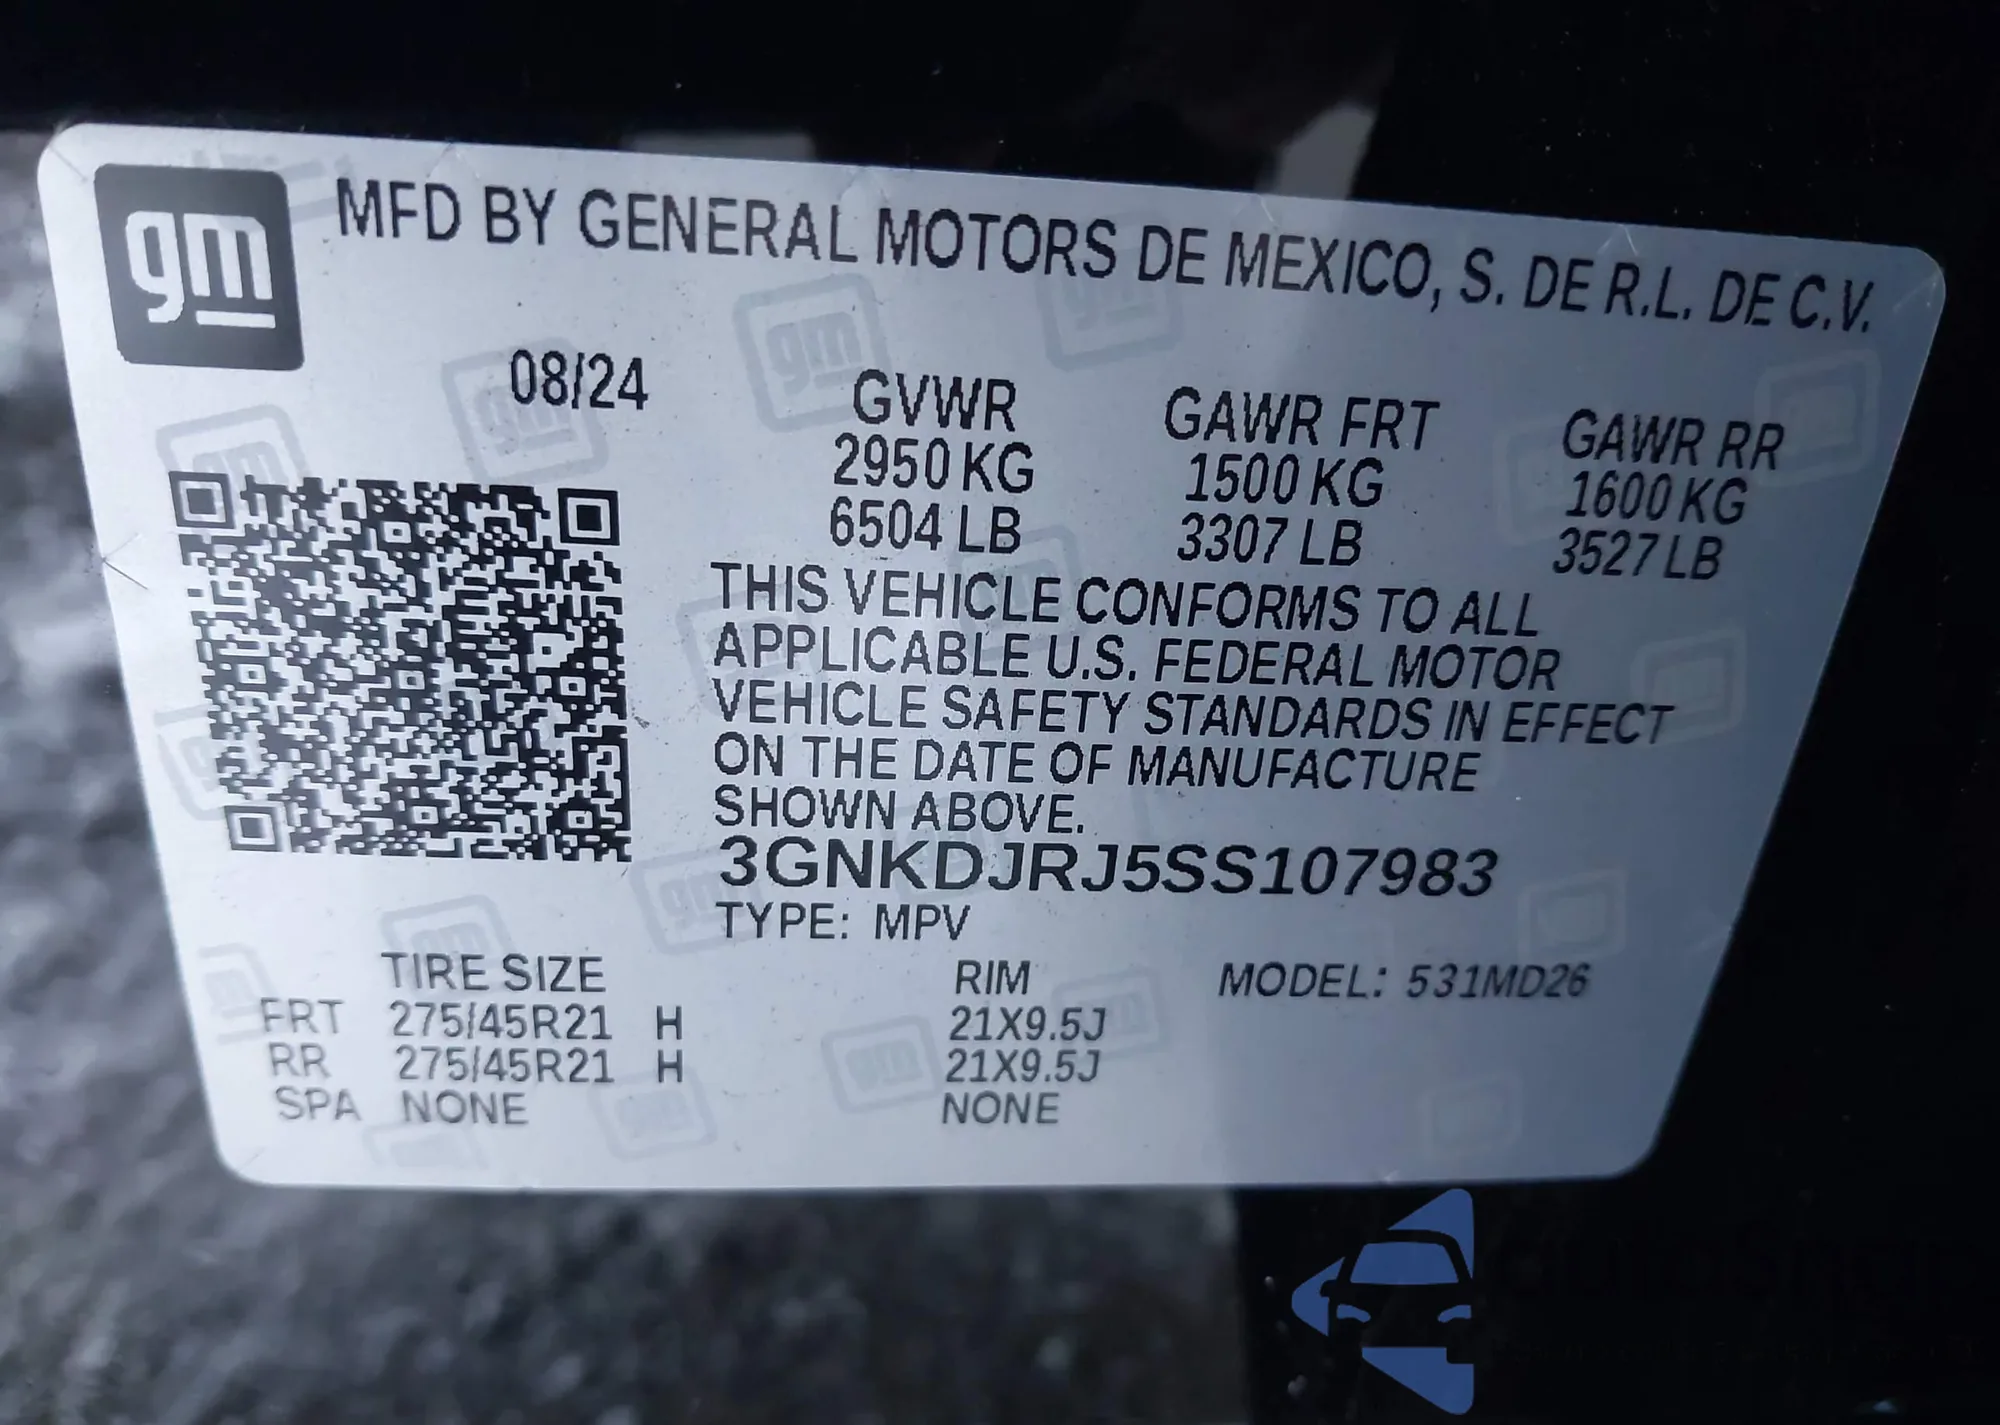 gm
MFD BY GENERAL MOTORS DE MEXICO, S. DE R.L. DE C.V.
08/24
GVWR GAWR FRT GAWR RR
2950 KG 1500 KG 1600 KG
6504 LB 3307 LB 3527 LB
THIS VEHICLE CONFORMS TO ALL
APPLICABLE U.S. FEDERAL MOTOR
VEHICLE SAFETY STANDARDS IN EFFECT
ON THE DATE OF MANUFACTURE
SHOWN ABOVE.
3GNKDJRJ5SS107983
TYPE: MPV
TIRE SIZE RIM MODEL: 531MD26
FRT 275/45R21 H 21X9.5J
RR 275/45R21 H 21X9.5J
SPA NONE NONE